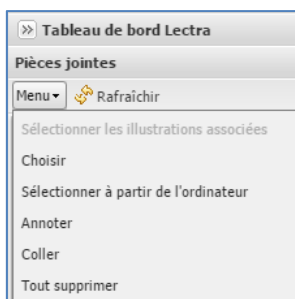 Tableau de bord Lectra
Pièces jointes
Menu Rafraîchir
Sélectionner les illustrations associées
Choisir
Sélectionner à partir de l'ordinateur
Annoter
Coller
Tout supprimer